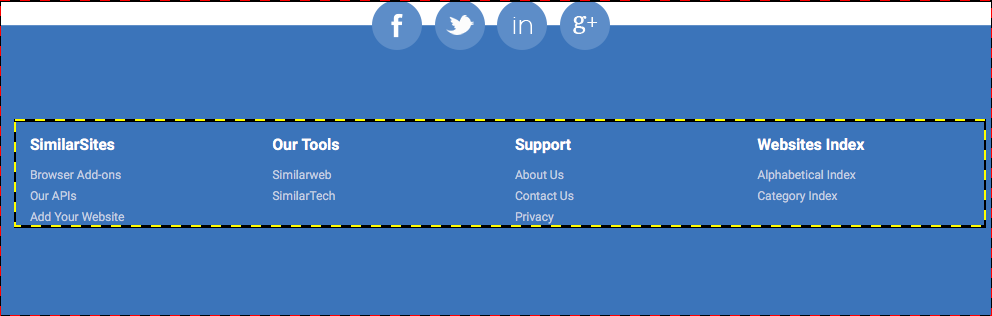 f in g+
SimilarSites
Browser Add-ons
Our APIs
Add Your Website
Our Tools
Similarweb
SimilarTech
Support
About Us
Contact Us
Privacy
Websites Index
Alphabetical Index
Category Index